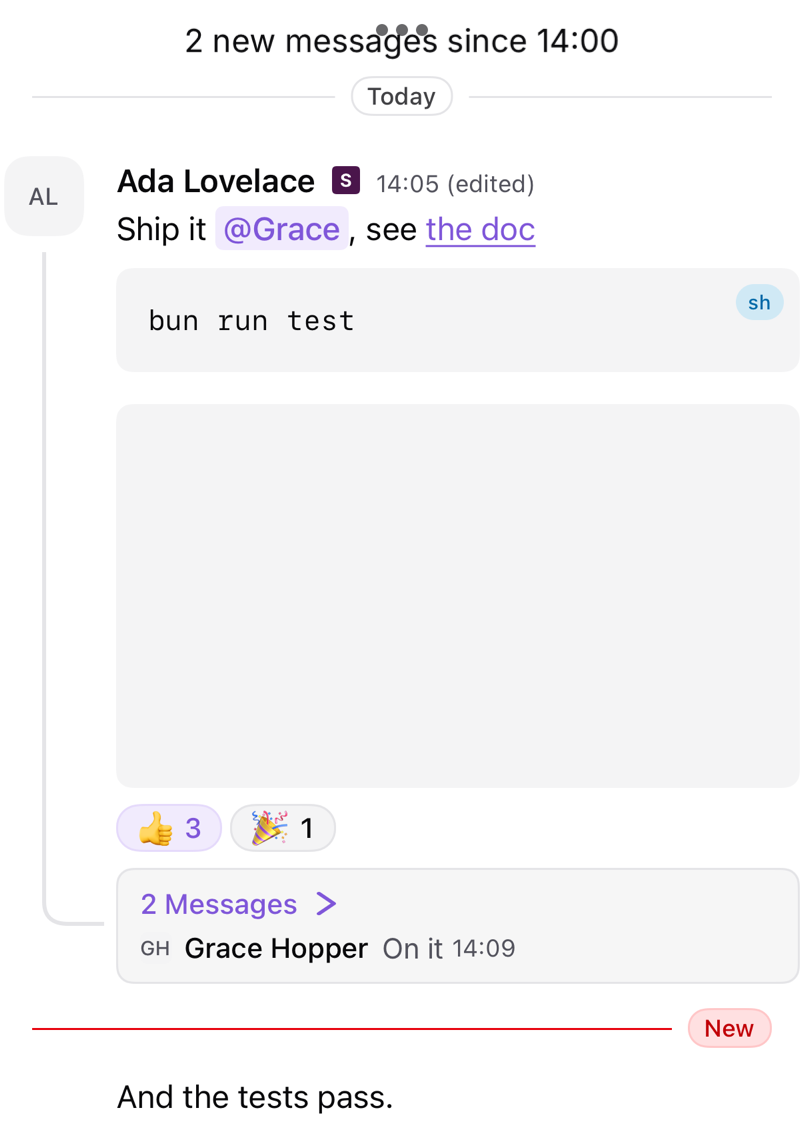 2 new messages since 14:00
Today
AL
Ada Lovelace S 14:05 (edited)
Ship it @Grace, see the doc
sh
bun run test
👍 3 🎉 1
2 Messages >
GH Grace Hopper On it 14:09
New
And the tests pass.